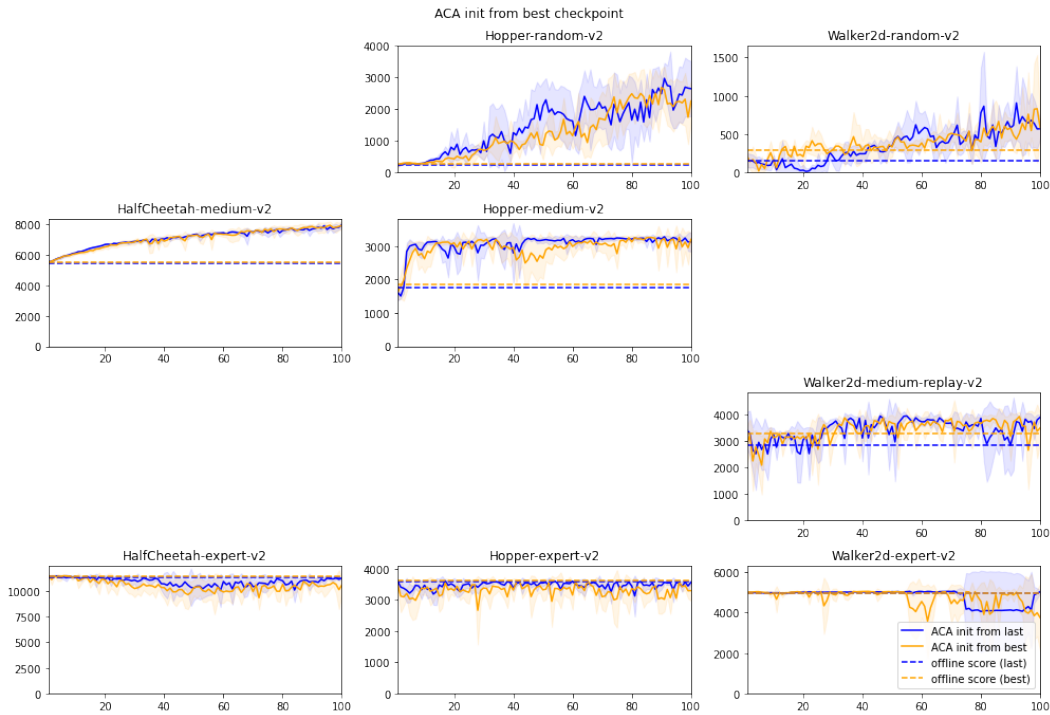 ACA init from best checkpoint
Hopper-random-v2
4000
3000
2000
1000
0
20 40 60 80 100
Walker2d-random-v2
1500
1000
500
0
20 40 60 80 100
HalfCheetah-medium-v2
8000
6000
4000
2000
0
20 40 60 80 100
Hopper-medium-v2
3000
2000
1000
0
20 40 60 80 100
Walker2d-medium-replay-v2
4000
3000
2000
1000
0
20 40 60 80 100
HalfCheetah-expert-v2
10000
7500
5000
2500
0
20 40 60 80 100
Hopper-expert-v2
4000
3000
2000
1000
0
20 40 60 80 100
Walker2d-expert-v2
6000
4000
2000
0
20 40 60 80 100
ACA init from last
ACA init from best
offline score (last)
offline score (best)